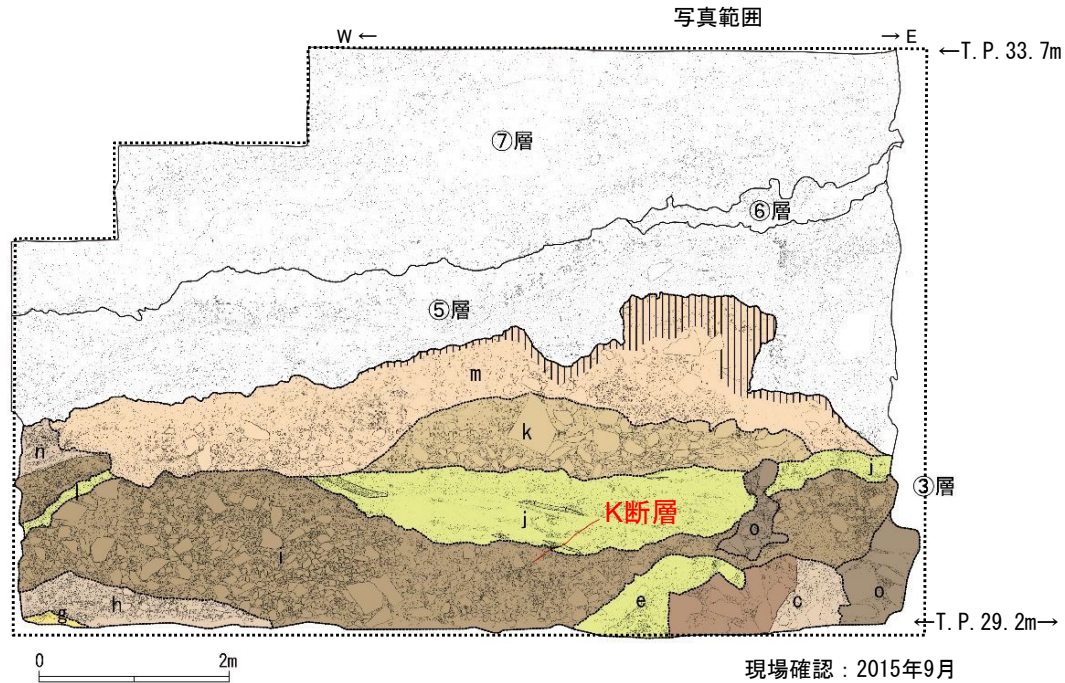 写真範囲
W ←
→ E
←T.P.33.7m
⑦層
⑥層
⑤層
m
k
n
j
j
③層
K断層
j
i
o
h
g
e
c
o
←T.P.29.2m→
0
2m
現場確認：2015年9月